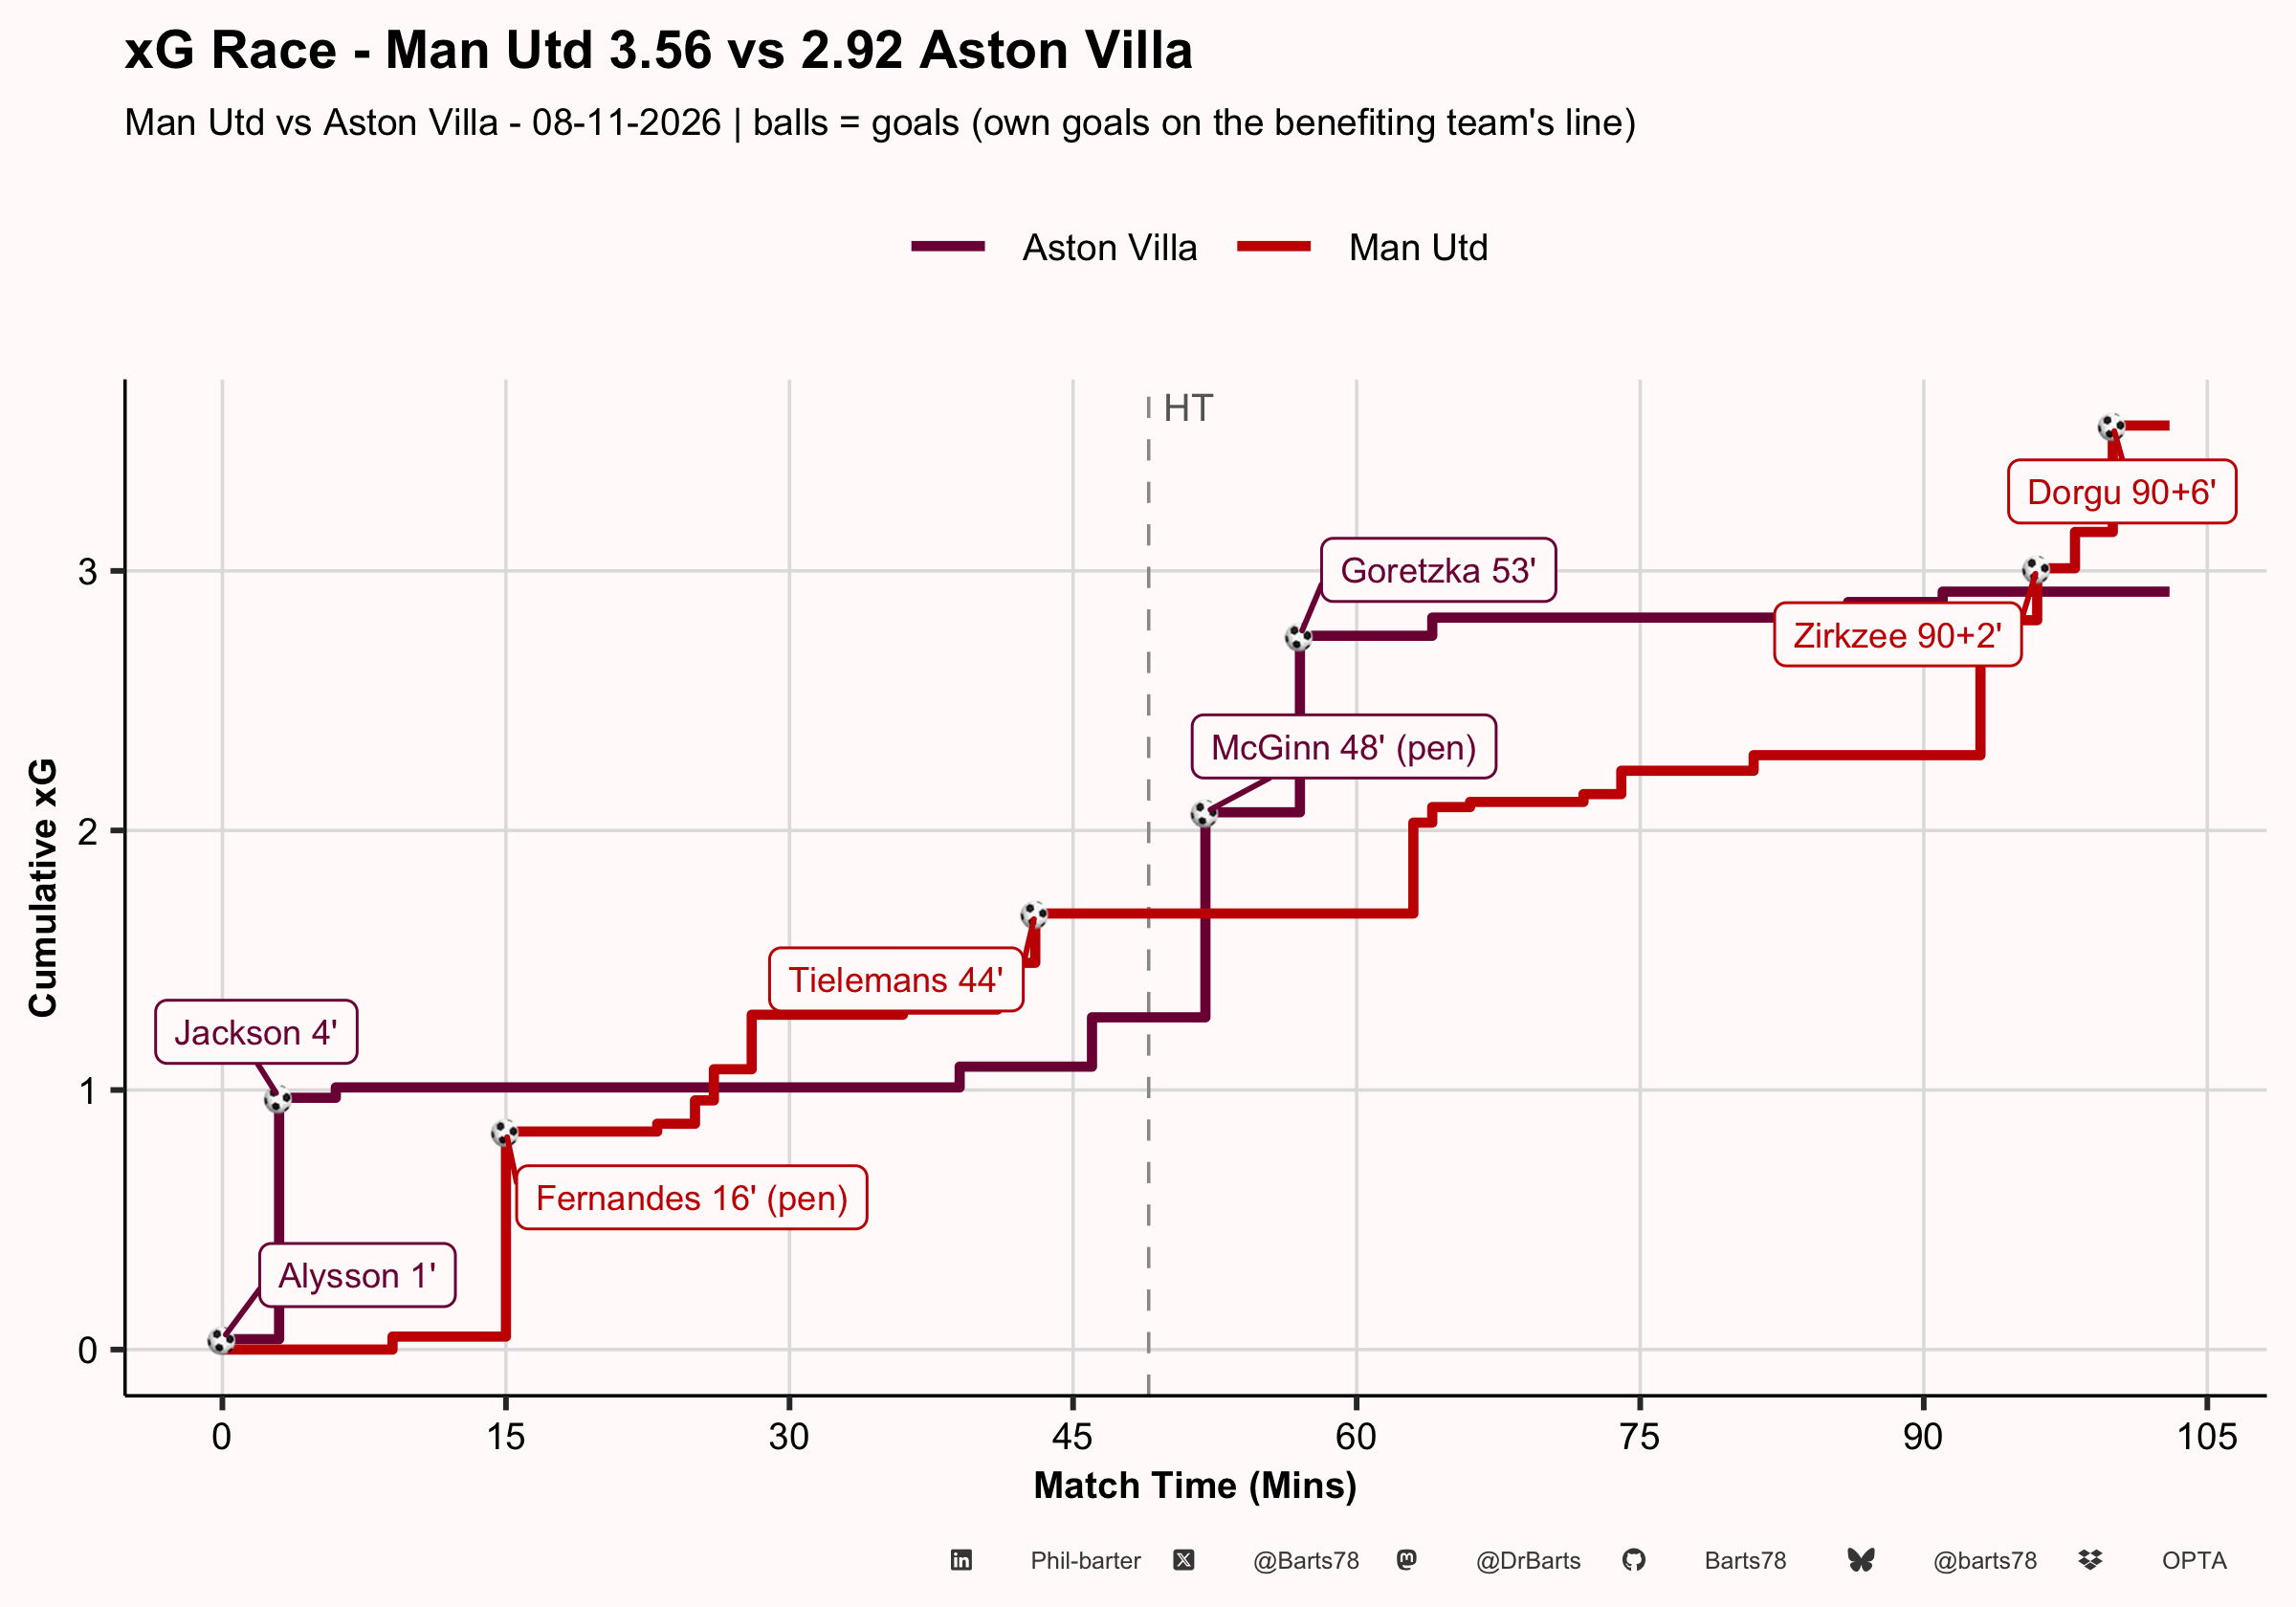 xG Race - Man Utd 3.56 vs 2.92 Aston Villa
Man Utd vs Aston Villa - 08-11-2026 | balls = goals (own goals on the benefiting team's line)
Aston Villa Man Utd
HT
Dorgu 90+6'
Goretzka 53'
Zirkzee 90+2'
McGinn 48' (pen)
Tielemans 44'
Jackson 4'
Fernandes 16' (pen)
Alysson 1'
Cumulative xG
3
2
1
0
0 15 30 45 60 75 90 105
Match Time (Mins)
Phil-barter @Barts78 @DrBarts Barts78 @barts78 OPTA